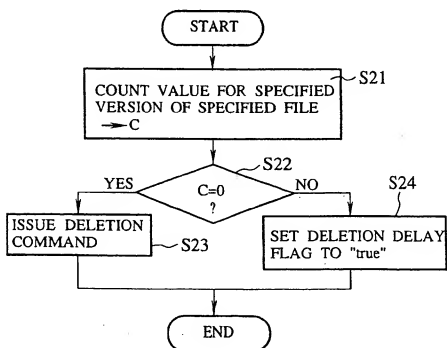 START
COUNT VALUE FOR SPECIFIED
VERSION OF SPECIFIED FILE
→ C
S21
S22
YES
C=0
?
NO
S24
ISSUE DELETION
COMMAND
S23
SET DELETION DELAY
FLAG TO "true"
END